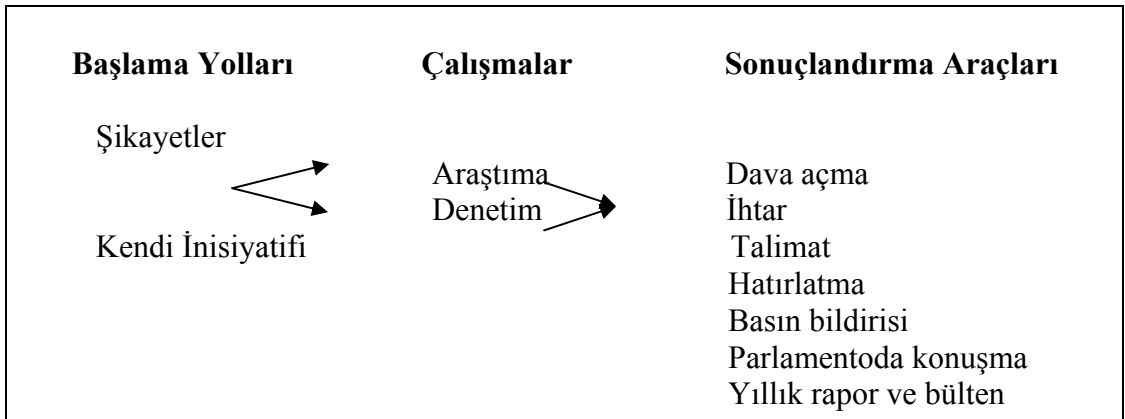 Başlama Yolları Çalışmalar Sonuçlandırma Araçları
Şikayetler
Araştıma Dava açma
Denetim İhtar
Kendi İnisiyatifi Talimat
Hatırlatma
Basın bildirisi
Parlamentoda konuşma
Yıllık rapor ve bülten